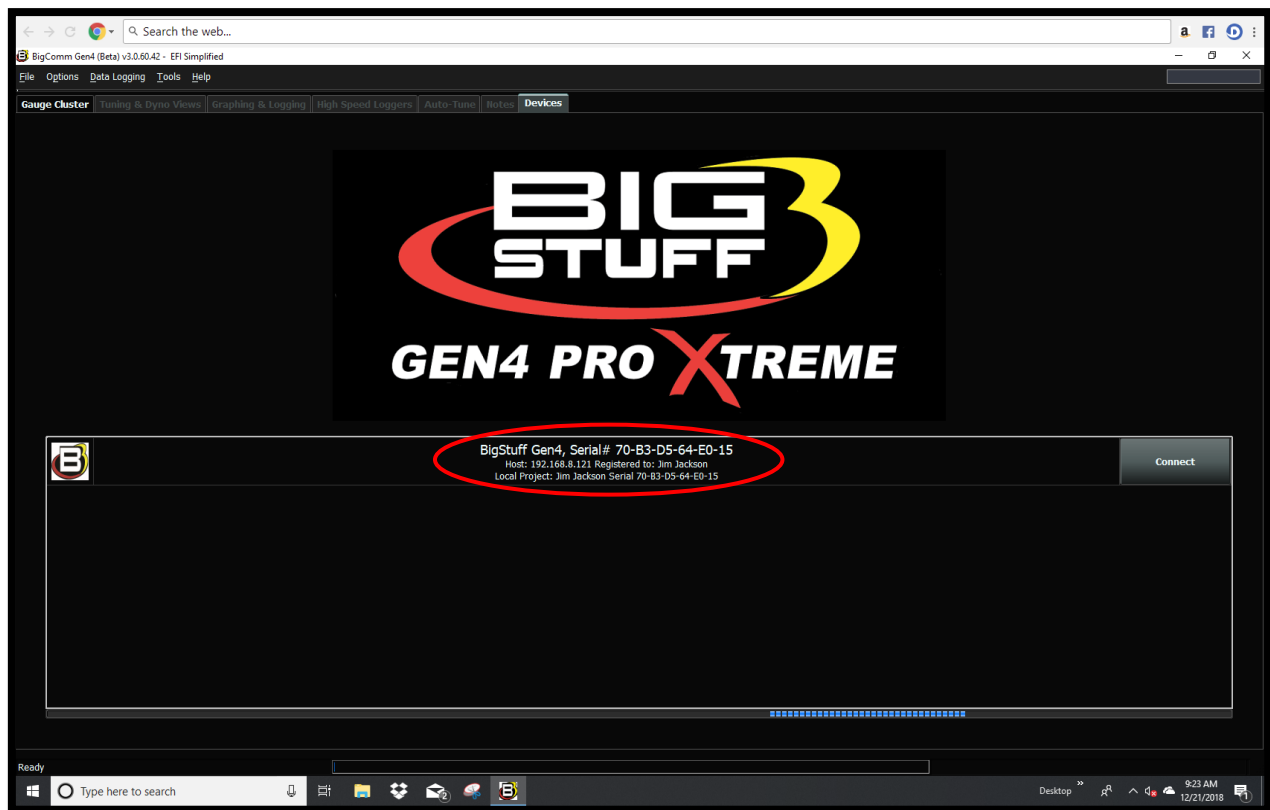 Search the web...
BigComm Gen4 (Beta) v3.0.60.42 - EFI Simplified
File Options Data Logging Tools Help
Gauge Cluster Tuning & Dyno Views Graphing & Logging High Speed Loggers Auto-Tune Notes Devices
BIG 3
STUFF
GEN4 PRO XTREME
BigStuff Gen4, Serial# 70-B3-D5-64-E0-15
Host: 192.168.8.121 Registered to: Jim Jackson
Local Project: Jim Jackson Serial 70-B3-D5-64-E0-15
Connect
Ready
Type here to search
2
Desktop
9:23 AM
12/21/2018
1